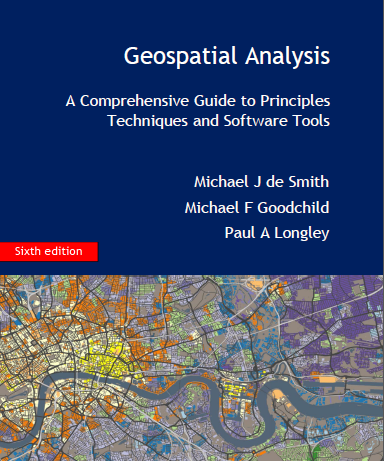 Geospatial Analysis
A Comprehensive Guide to Principles
Techniques and Software Tools
Michael J de Smith
Michael F Goodchild
Paul A Longley
Sixth edition